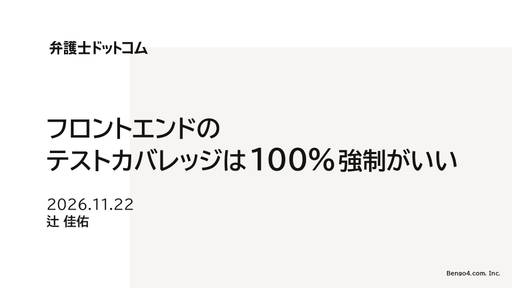 弁護士ドットコム
フロントエンドの
テストカバレッジは100%強制がいい
2026.11.22
辻 佳佑
Bengo4.com, Inc.